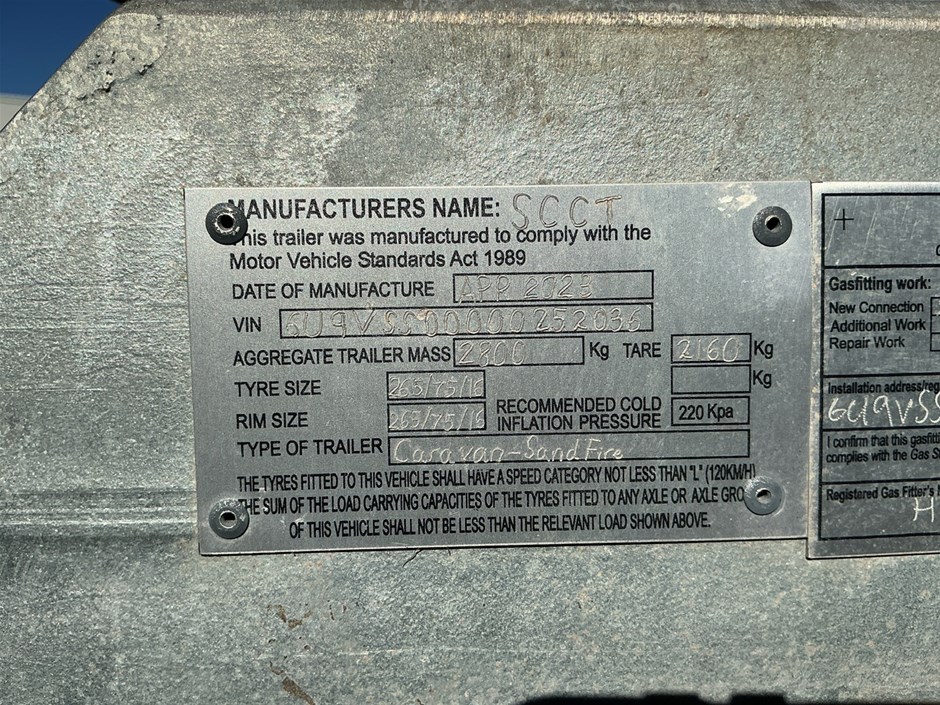 MANUFACTURERS NAME: SCCT
This trailer was manufactured to comply with the
Motor Vehicle Standards Act 1989
DATE OF MANUFACTURE APR 2023
VIN 6U9VSS00000252036
AGGREGATE TRAILER MASS 2800 Kg TARE 2160 Kg
Kg
TYRE SIZE 265/75/16
RIM SIZE 265/75/16 RECOMMENDED COLD INFLATION PRESSURE 220 Kpa
TYPE OF TRAILER Caravan-SandFire
THE TYRES FITTED TO THIS VEHICLE SHALL HAVE A SPEED CATEGORY NOT LESS THAN "L" (120KM/H)
THE SUM OF THE LOAD CARRYING CAPACITIES OF THE TYRES FITTED TO ANY AXLE OR AXLE GRO
OF THIS VEHICLE SHALL NOT BE LESS THAN THE RELEVANT LOAD SHOWN ABOVE.
+
Gasfitting work:
New Connection
Additional Work
Repair Work
Installation address/reg
6U9VSS
I confirm that this gasfitti
complies with the Gas S
Registered Gas Fitter's
H